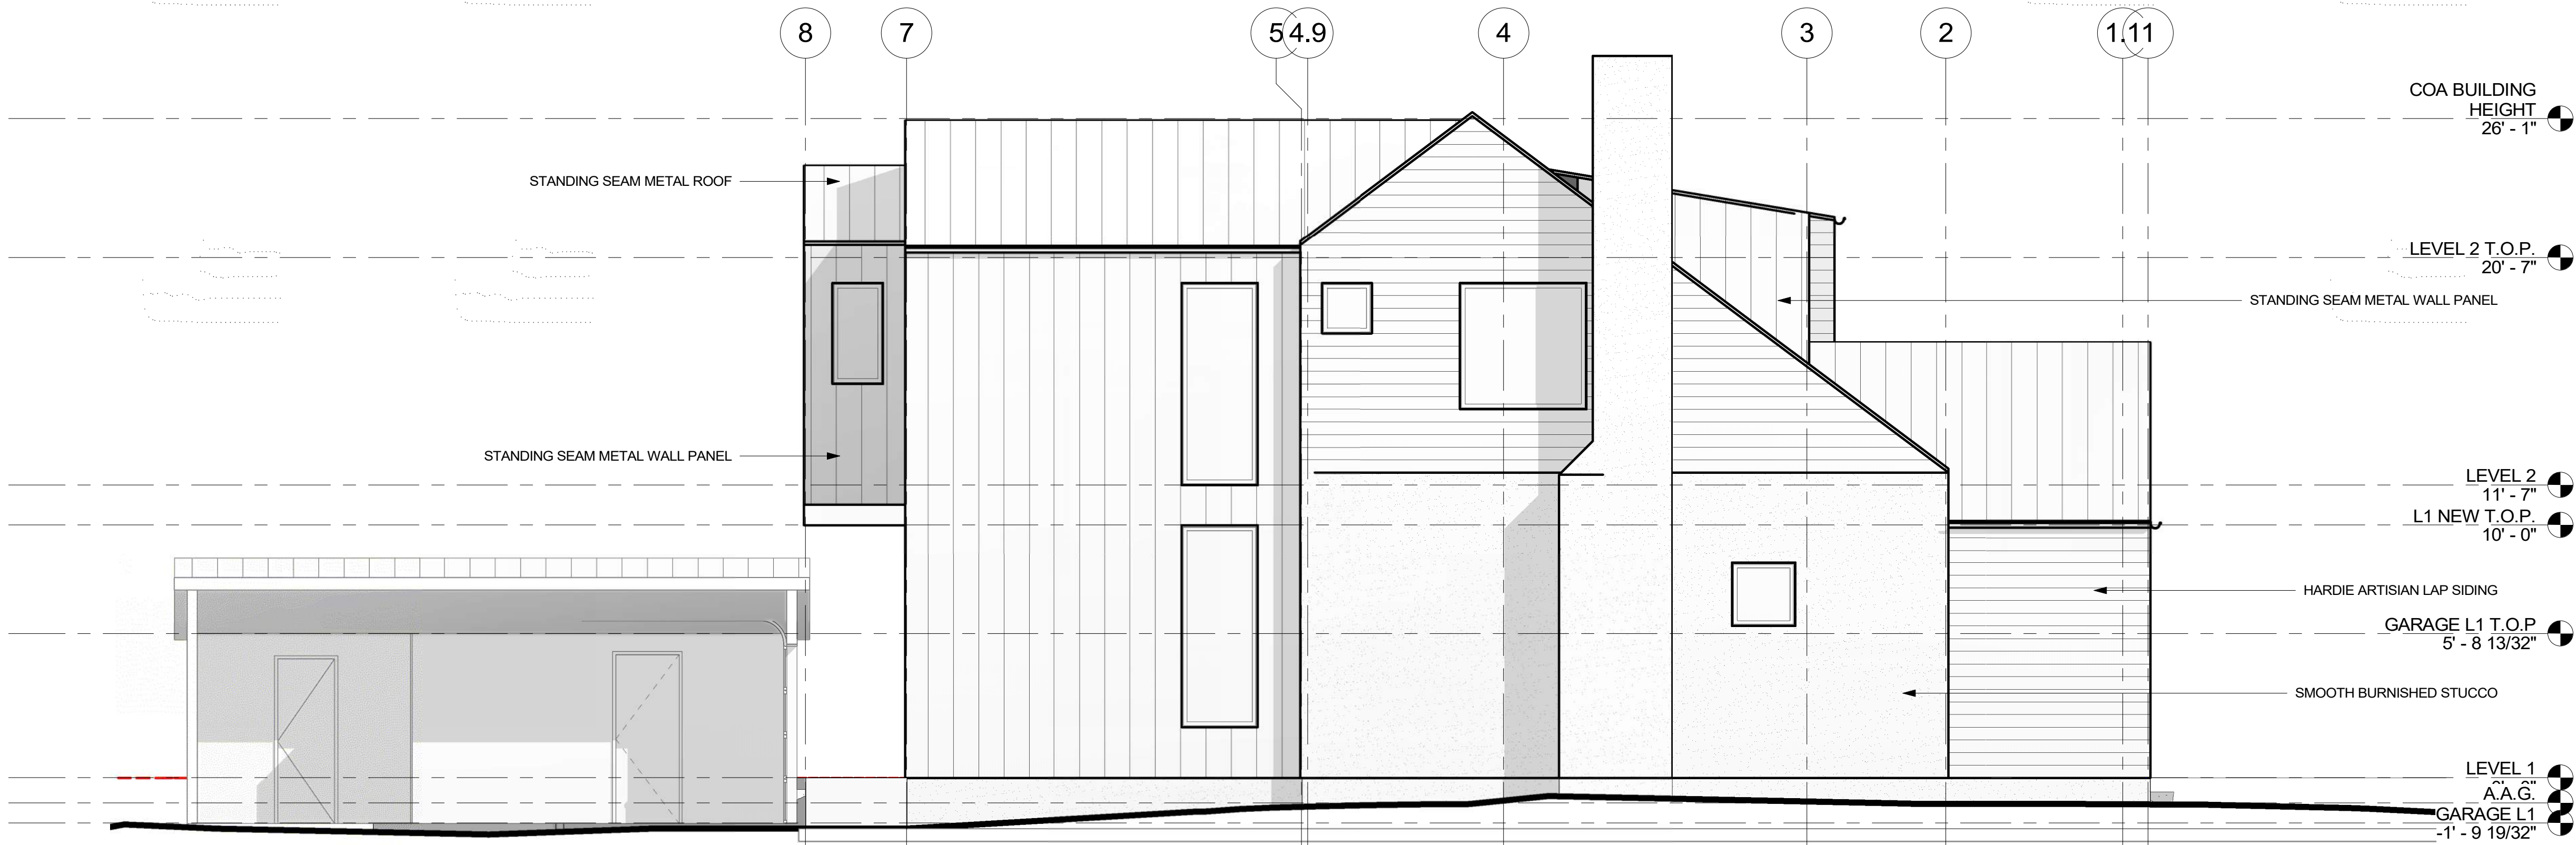 8
7
5
4.9
4
3
2
1.1
1
COA BUILDING
HEIGHT
26' - 1"
STANDING SEAM METAL ROOF
LEVEL 2 T.O.P.
20' - 7"
STANDING SEAM METAL WALL PANEL
STANDING SEAM METAL WALL PANEL
LEVEL 2
11' - 7"
L1 NEW T.O.P.
10' - 0"
HARDIE ARTISIAN LAP SIDING
GARAGE L1 T.O.P
5' - 8 13/32"
SMOOTH BURNISHED STUCCO
LEVEL 1
A.A.G.
GARAGE L1
-1' - 9 19/32"